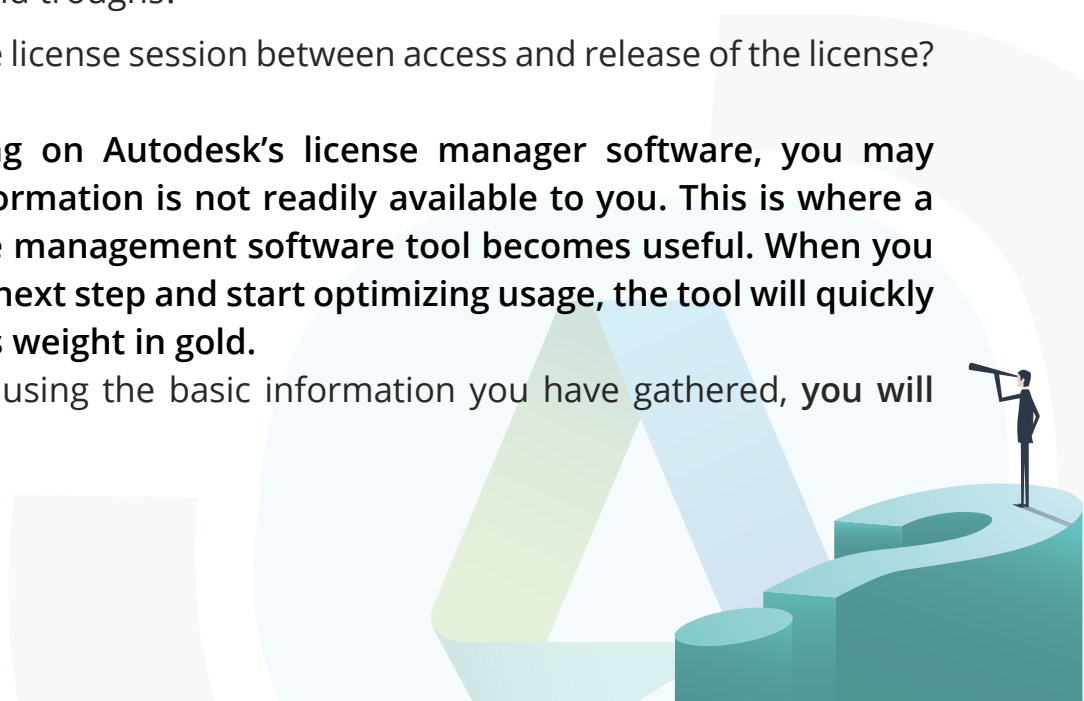 d troughs.
license session between access and release of the license?
g on Autodesk’s license manager software, you may
ormation is not readily available to you. This is where a
management software tool becomes useful. When you
next step and start optimizing usage, the tool will quickly
weight in gold.
using the basic information you have gathered, you will